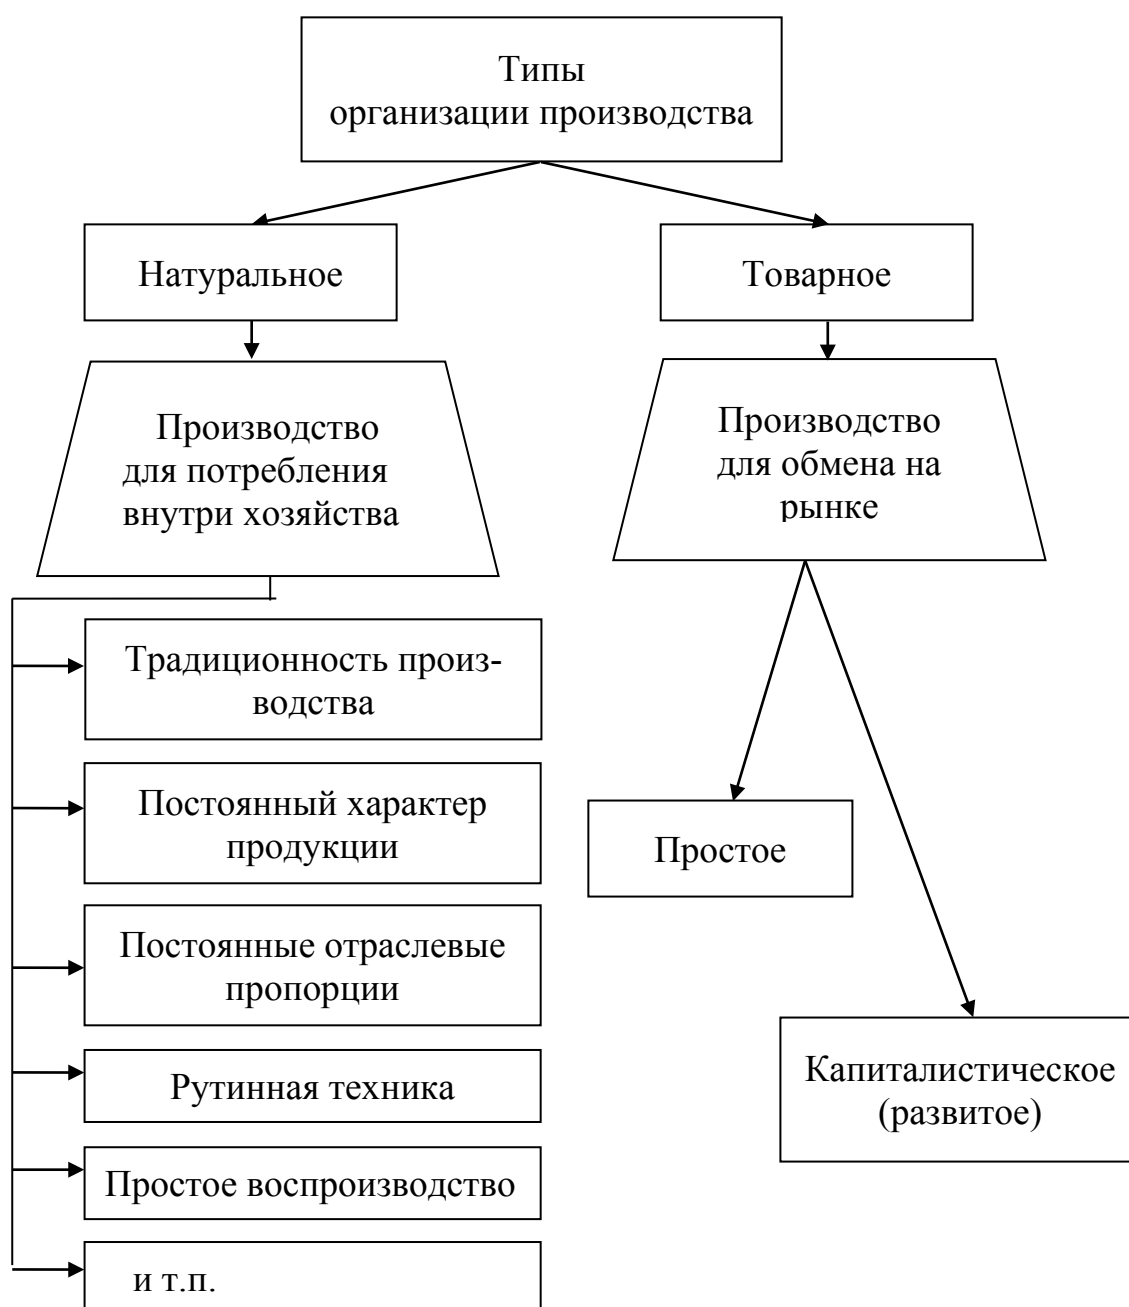 Типы
организации производства
Натуральное
Товарное
Производство
для потребления
внутри хозяйства
Производство
для обмена на
рынке
Традиционность произ-
водства
Постоянный характер
продукции
Простое
Постоянные отраслевые
пропорции
Рутинная техника
Капиталистическое
(развитое)
Простое воспроизводство
и т.п.